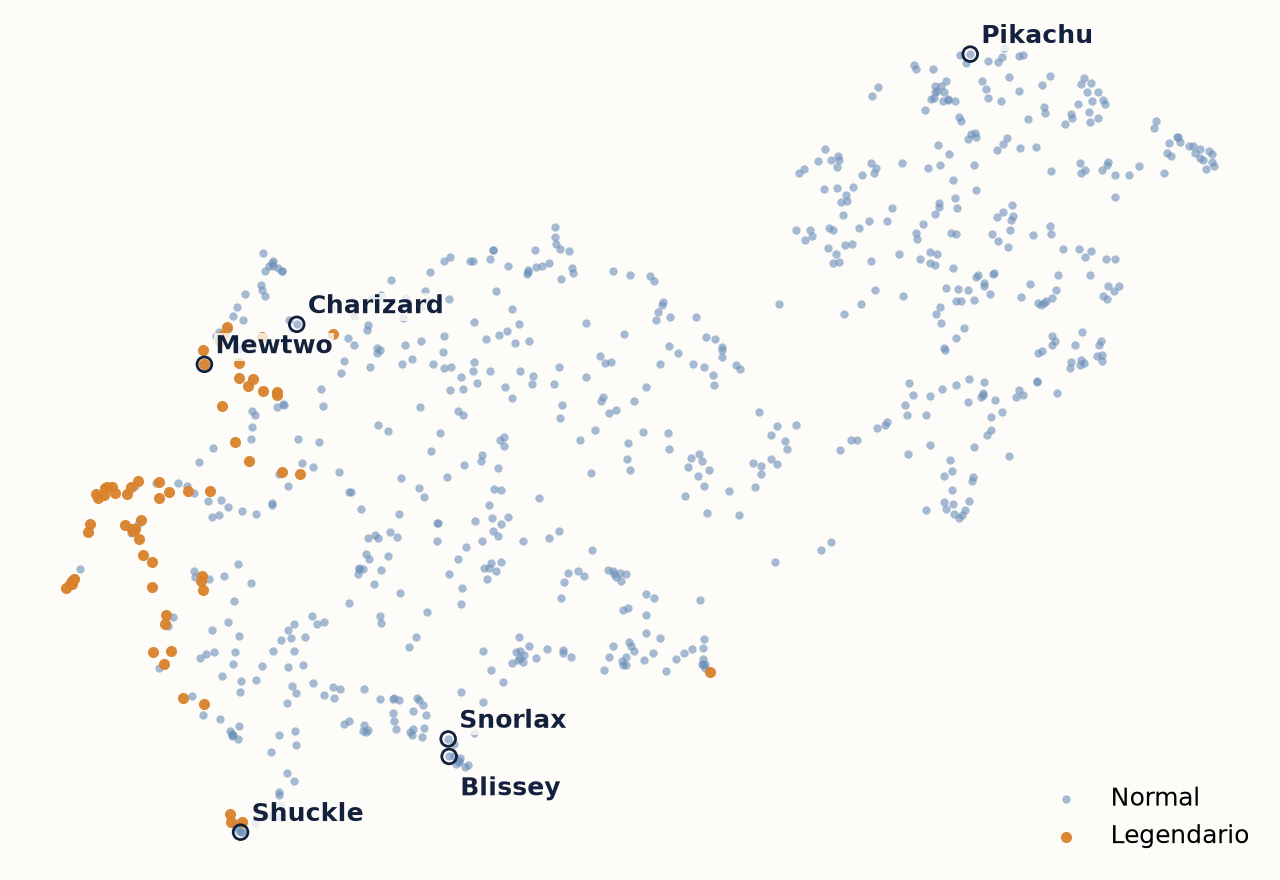 Pikachu
Charizard
Mewtwo
Snorlax
Blissey
Shuckle
Normal
Legendario